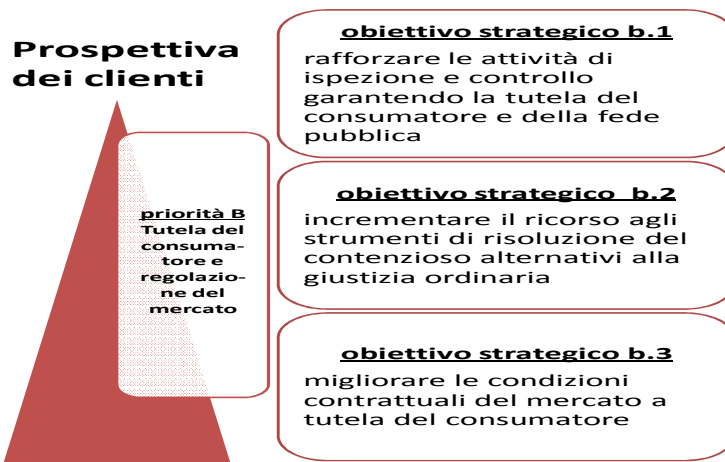 Prospettiva
dei clienti
priorità B
Tutela del
consuma-
tore e
regolazio-
ne del
mercato
obiettivo strategico b.1
rafforzare le attività di
ispezione e controllo
garantendo la tutela del
consumatore e della fede
pubblica
obiettivo strategico b.2
incrementare il ricorso agli
strumenti di risoluzione del
contenzioso alternativi alla
giustizia ordinaria
obiettivo strategico b.3
migliorare le condizioni
contrattuali del mercato a
tutela del consumatore